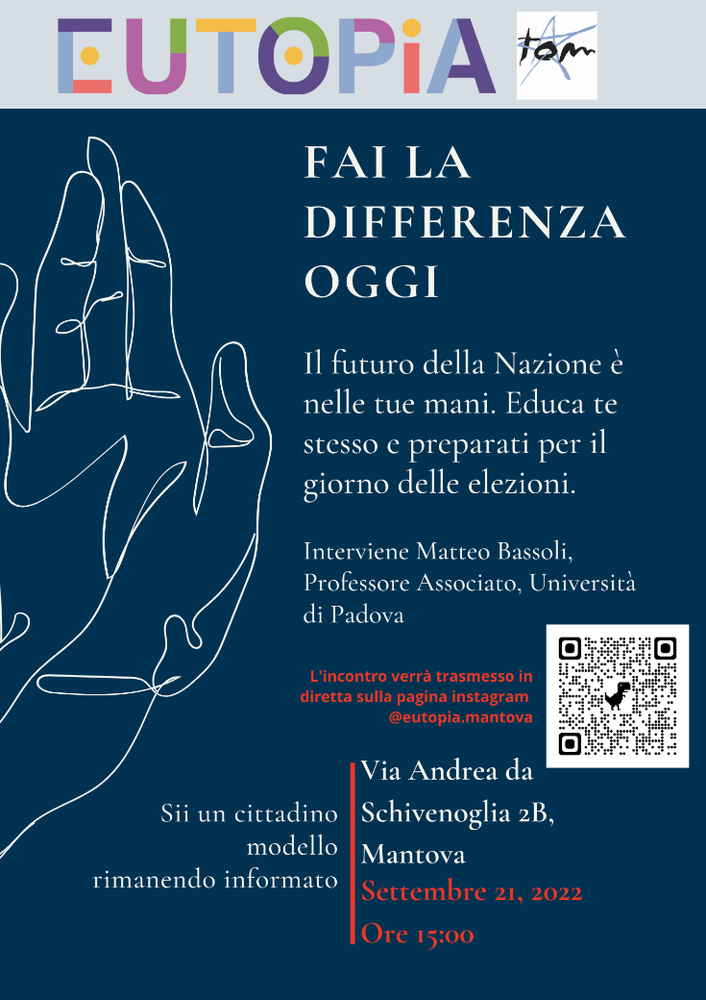 EUTOPiA
tom
FAI LA
DIFFERENZA
OGGI
Il futuro della Nazione è
nelle tue mani. Educa te
stesso e preparati per il
giorno delle elezioni.
Interviene Matteo Bassoli,
Professore Associato, Università
di Padova
L'incontro verrà trasmesso in
diretta sulla pagina instagram
@eutopia.mantova
Sii un cittadino
modello
rimanendo informato
Via Andrea da
Schivenoglia 2B,
Mantova
Settembre 21, 2022
Ore 15:00